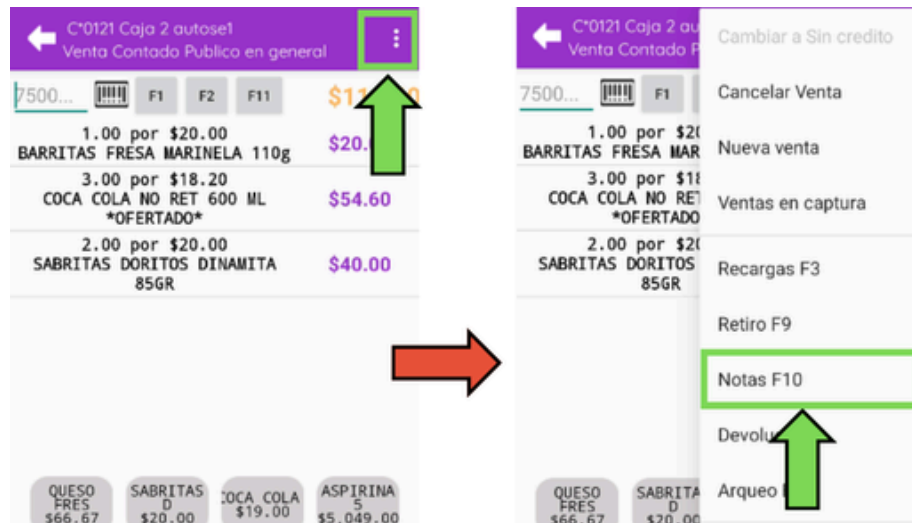 C*0121 Caja 2 autose1
Venta Contado Publico en general
7500...
F1
F2
F11
1.00 por $20.00
BARRITAS FRESA MARINELA 110g
3.00 por $18.20
COCA COLA NO RET 600 ML
$54.60
*OFERTADO*
2.00 por $20.00
SABRITAS DORITOS DINAMITA
$40.00
85GR
QUESO
FRES
$66.67
SABRITAS
D
$20.00
COCA COLA
$19.00
ASPIRINA
5
$5,049.00
C*0121 Caja 2 au
Venta Contado P
7500...
F1
1.00 por $20
BARRITAS FRESA MAR
3.00 por $18
COCA COLA NO RET
*OFERTADO
2.00 por $20
SABRITAS DORITOS
85GR
QUESO
FRES
$66.67
SABRITA
D
$20.00
Cambiar a Sin credito
Cancelar Venta
Nueva venta
Ventas en captura
Recargas F3
Retiro F9
Notas F10
Arqueo